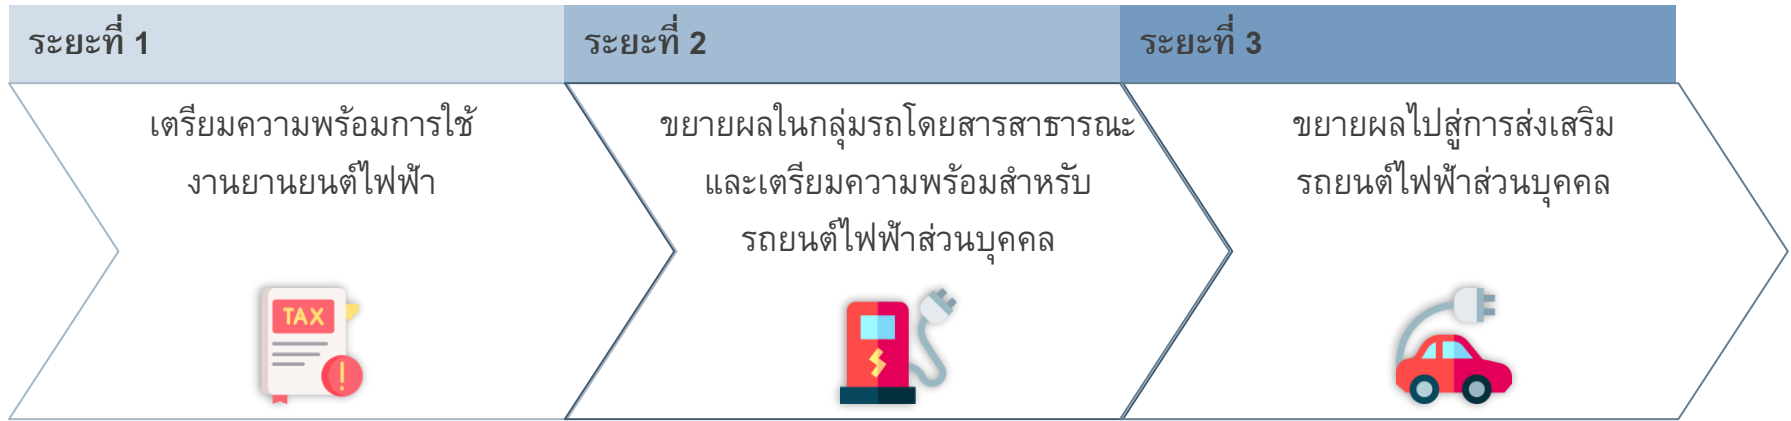 ระยะที่ 1
เตรียมความพร้อมการใช้
งานยานยนต์ไฟฟ้า
TAX
ระยะที่ 2
ขยายผลในกลุ่มรถโดยสารสาธารณะ
และเตรียมความพร้อมสำหรับ
รถยนต์ไฟฟ้าส่วนบุคคล
ระยะที่ 3
ขยายผลไปสู่การส่งเสริม
รถยนต์ไฟฟ้าส่วนบุคคล